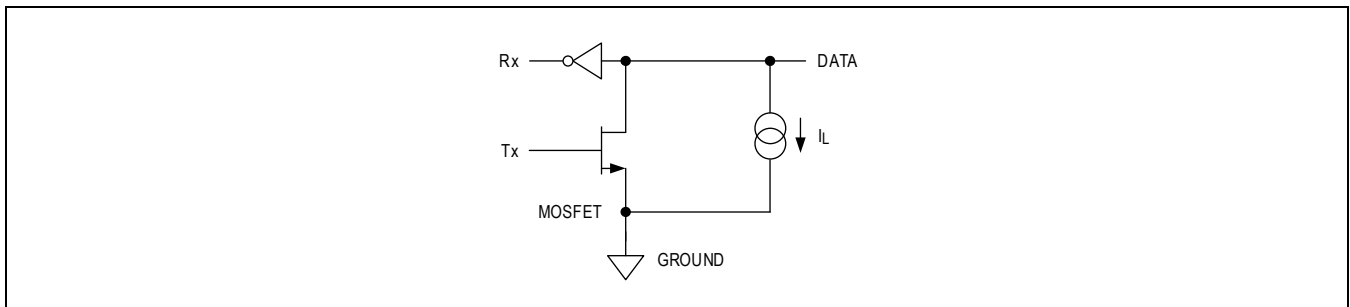 Rx
DATA
IL
Tx
MOSFET
GROUND